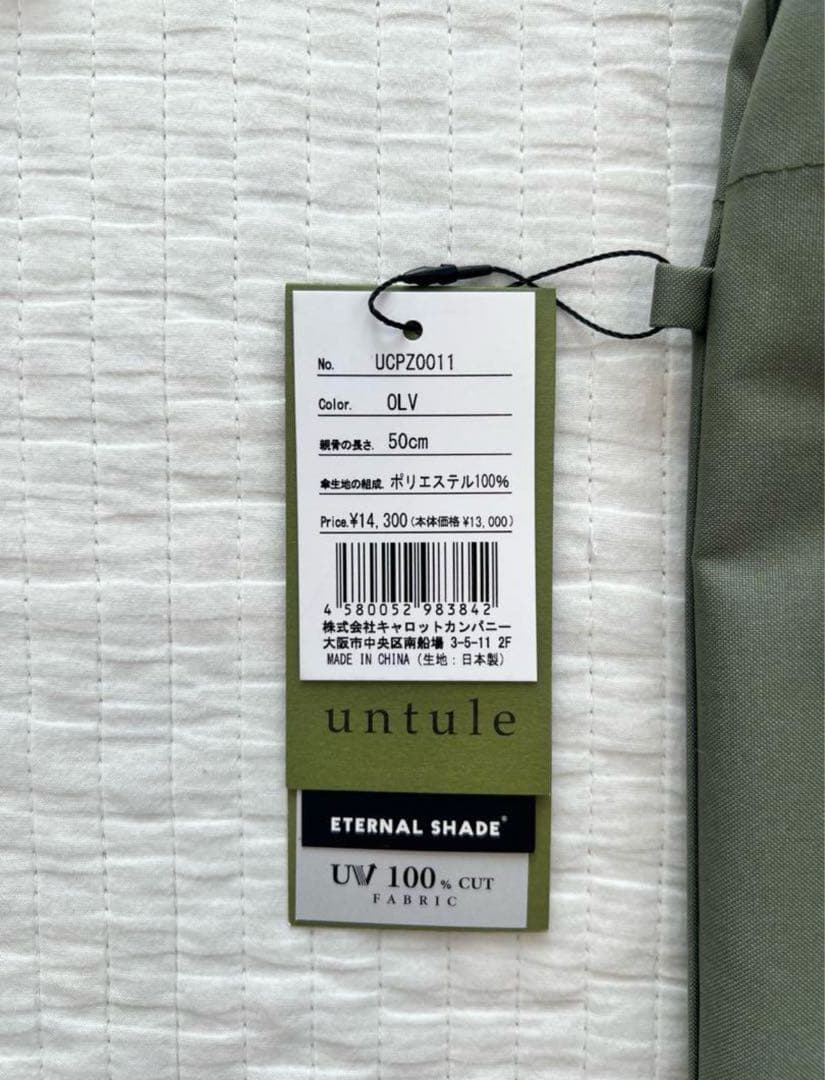 No. UCPZ0011
Color. OLV
親骨の長さ. 50cm
傘生地の組成. ポリエステル100%
Price.¥14,300(本体価格¥13,000)
4 580052 983842
株式会社キャロットカンパニー
大阪市中央区南船場 3-5-11 2F
MADE IN CHINA(生地:日本製)
untule
ETERNAL SHADE®
UV 100% CUT
FABRIC